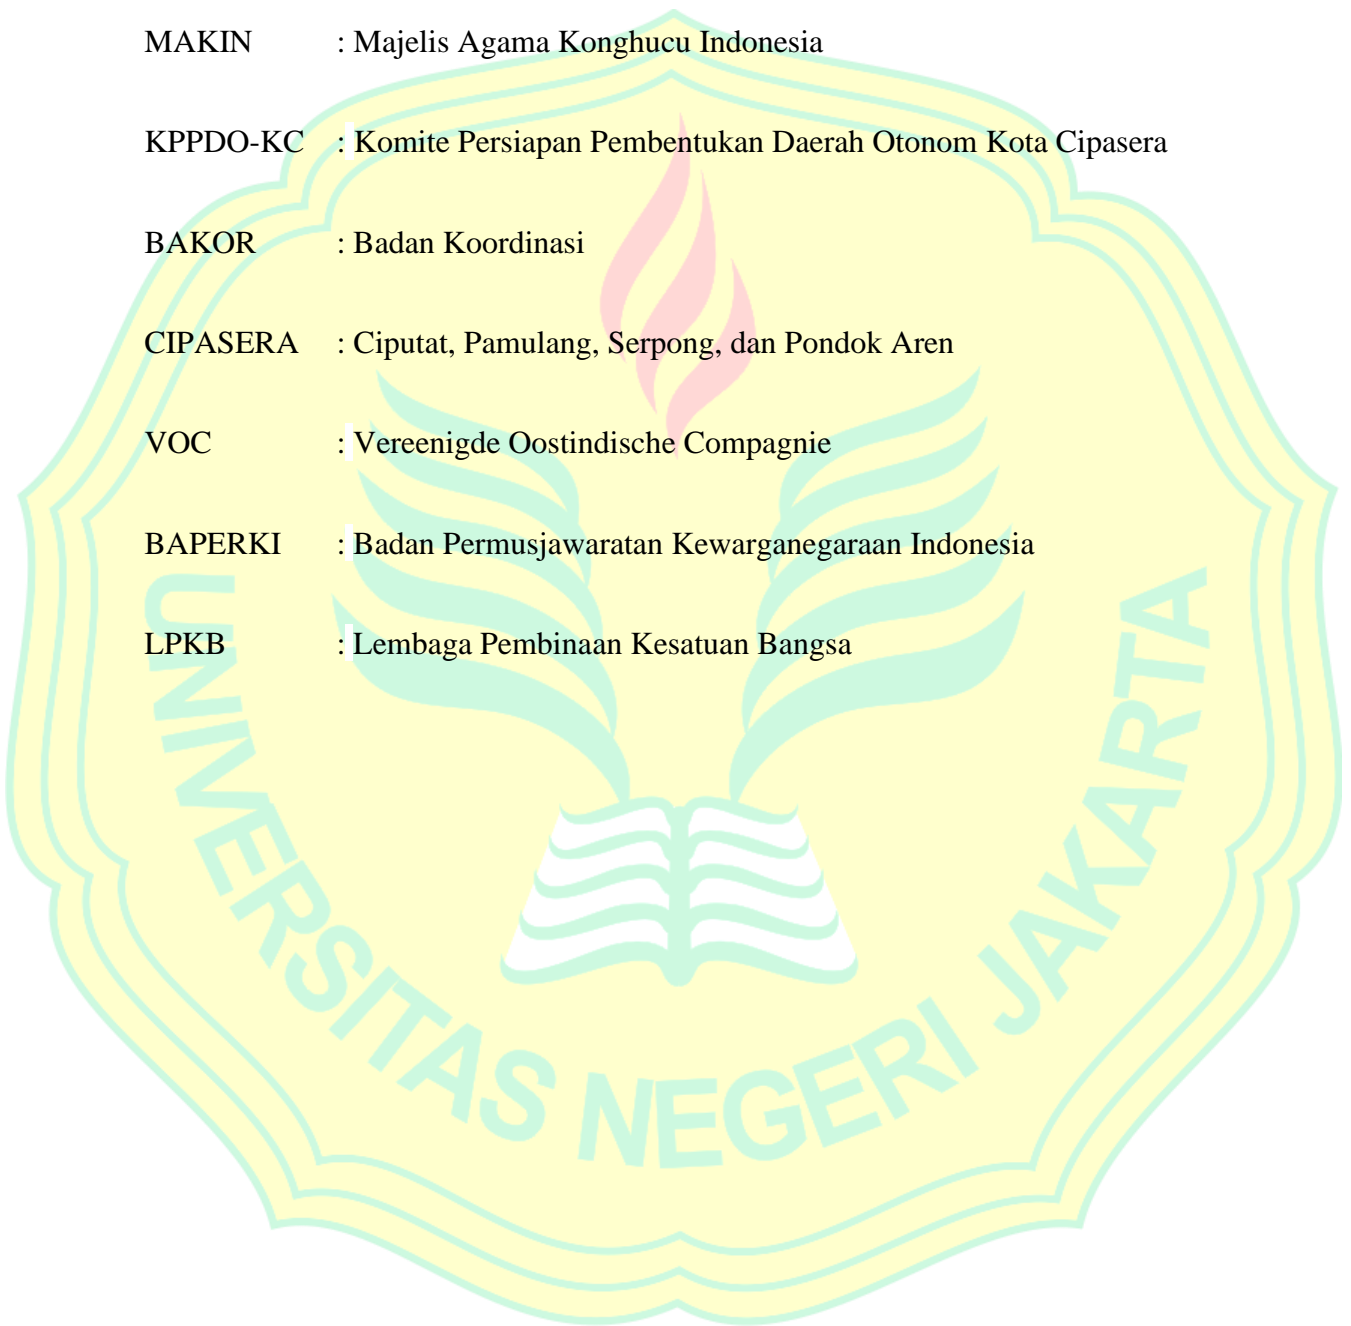 MAKIN : Majelis Agama Konghucu Indonesia
KPPDO-KC : Komite Persiapan Pembentukan Daerah Otonom Kota Cipasera
BAKOR : Badan Koordinasi
CIPASERA : Ciputat, Pamulang, Serpong, dan Pondok Aren
VOC : Vereenigde Oostindische Compagnie
BAPERKI : Badan Permusjawaratan Kewarganegaraan Indonesia
LPKB : Lembaga Pembinaan Kesatuan Bangsa
UNIVERSITAS NEGERI JAKARTA